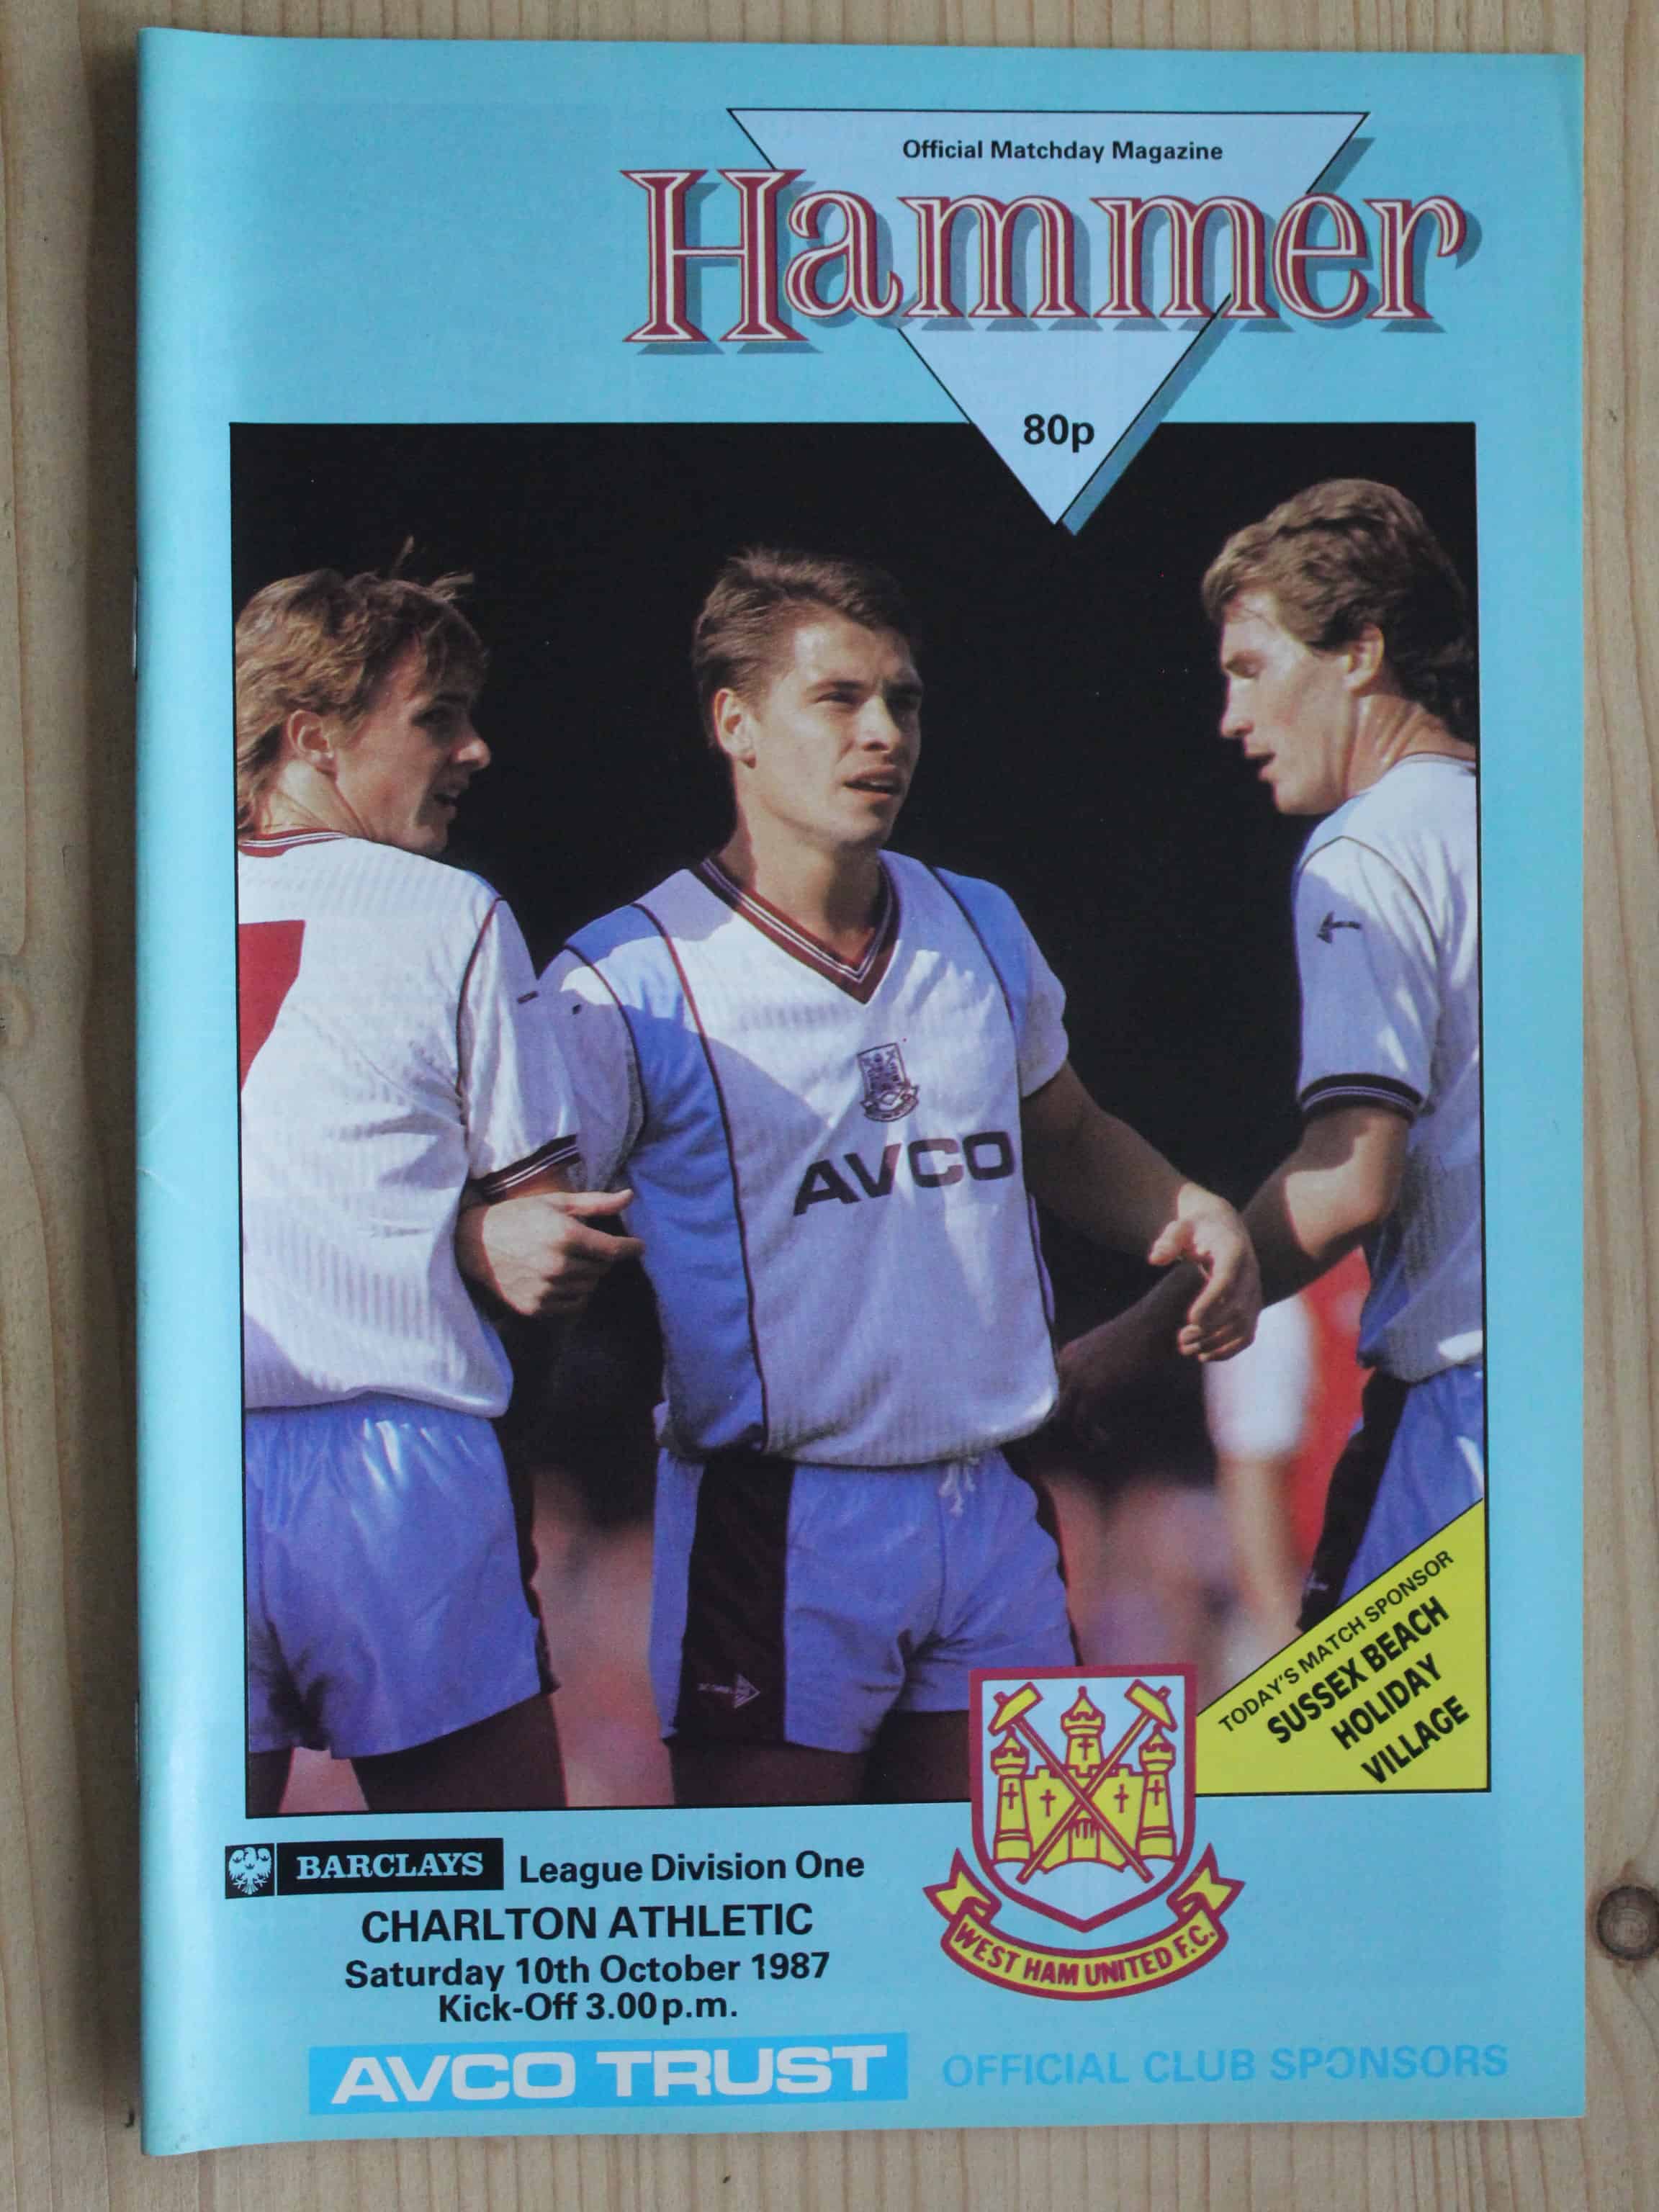 Official Matchday Magazine
Hammer
80p
AVCO
TODAY'S MATCH SPONSOR
SUSSEX BEACH
HOLIDAY
VILLAGE
BARCLAYS League Division One
CHARLTON ATHLETIC
Saturday 10th October 1987
Kick-Off 3.00p.m.
WEST HAM UNITED F.C.
AVCO TRUST OFFICIAL CLUB SPONSORS